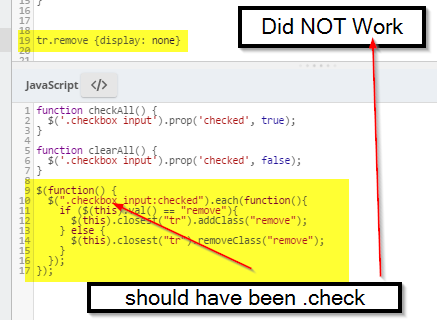 15 }
16
17
18
19 tr.remove {display: none}
20
Did NOT Work
JavaScript </>
1 function checkAll() {
2 $('.checkbox input').prop('checked', true);
3 }
4
5 function clearAll() {
6 $('.checkbox input').prop('checked', false);
7 }
8
9 $(function() {
10 $(".checkbox input:checked").each(function(){
11 if ($(this).val() == "remove"){
12 $(this).closest("tr").addClass("remove");
13 } else {
14 $(this).closest("tr").removeClass("remove");
15 }
16 });
17 });
should have been .check